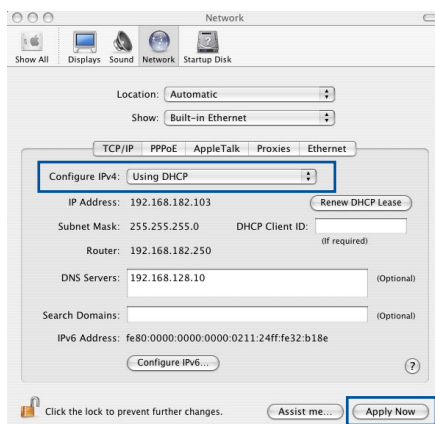 Network
Show All Displays Sound Network Startup Disk
Location: Automatic
Show: Built-in Ethernet
TCP/IP PPPoE AppleTalk Proxies Ethernet
Configure IPv4: Using DHCP
IP Address: 192.168.182.103 Renew DHCP Lease
Subnet Mask: 255.255.255.0 DHCP Client ID:
(If required)
Router: 192.168.182.250
DNS Servers: 192.168.128.10 (Optional)
Search Domains: (Optional)
IPv6 Address: fe80:0000:0000:0000:0211:24ff:fe32:b18e
Configure IPv6... ?
Click the lock to prevent further changes. Assist me... Apply Now